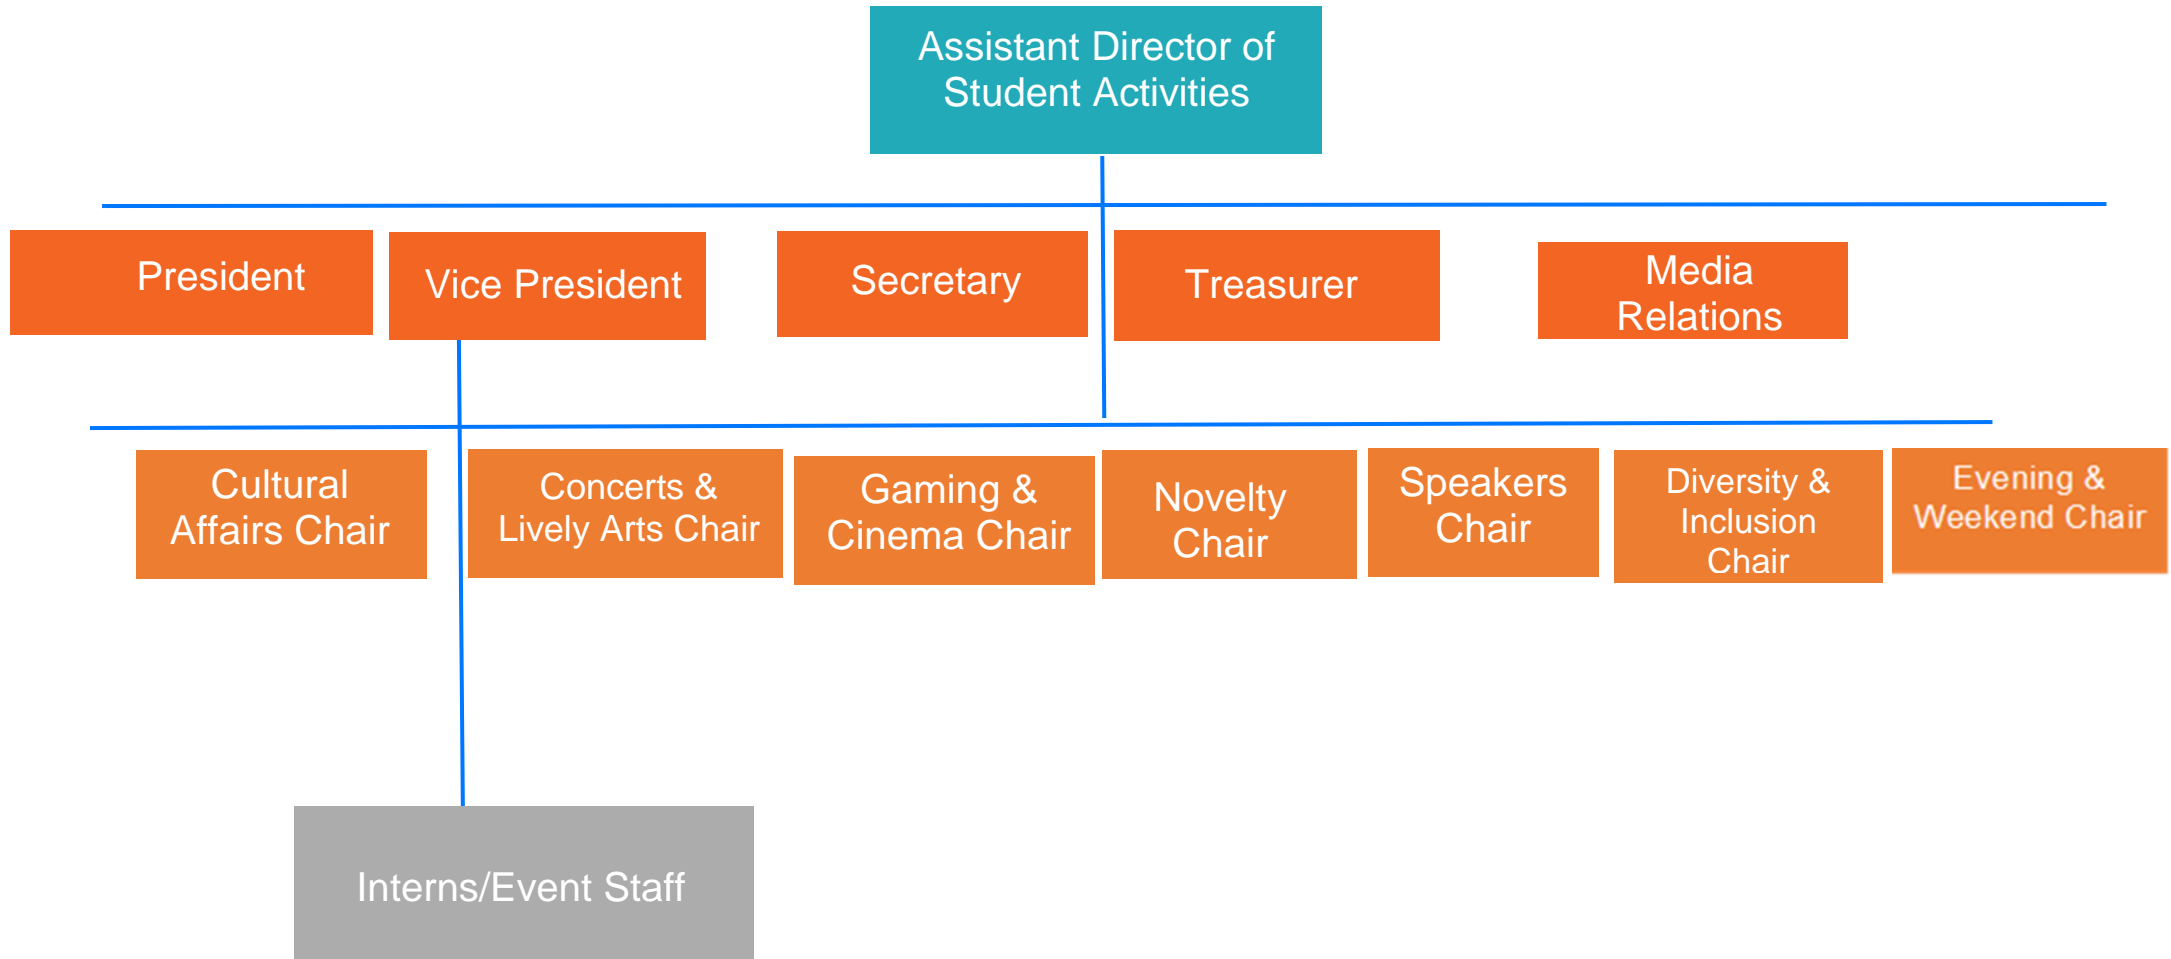 Assistant Director of
Student Activities
President
Vice President
Secretary
Treasurer
Media
Relations
Cultural
Affairs Chair
Concerts &
Lively Arts Chair
Gaming &
Cinema Chair
Novelty
Chair
Speakers
Chair
Diversity &
Inclusion
Chair
Evening &
Weekend Chair
Interns/Event Staff